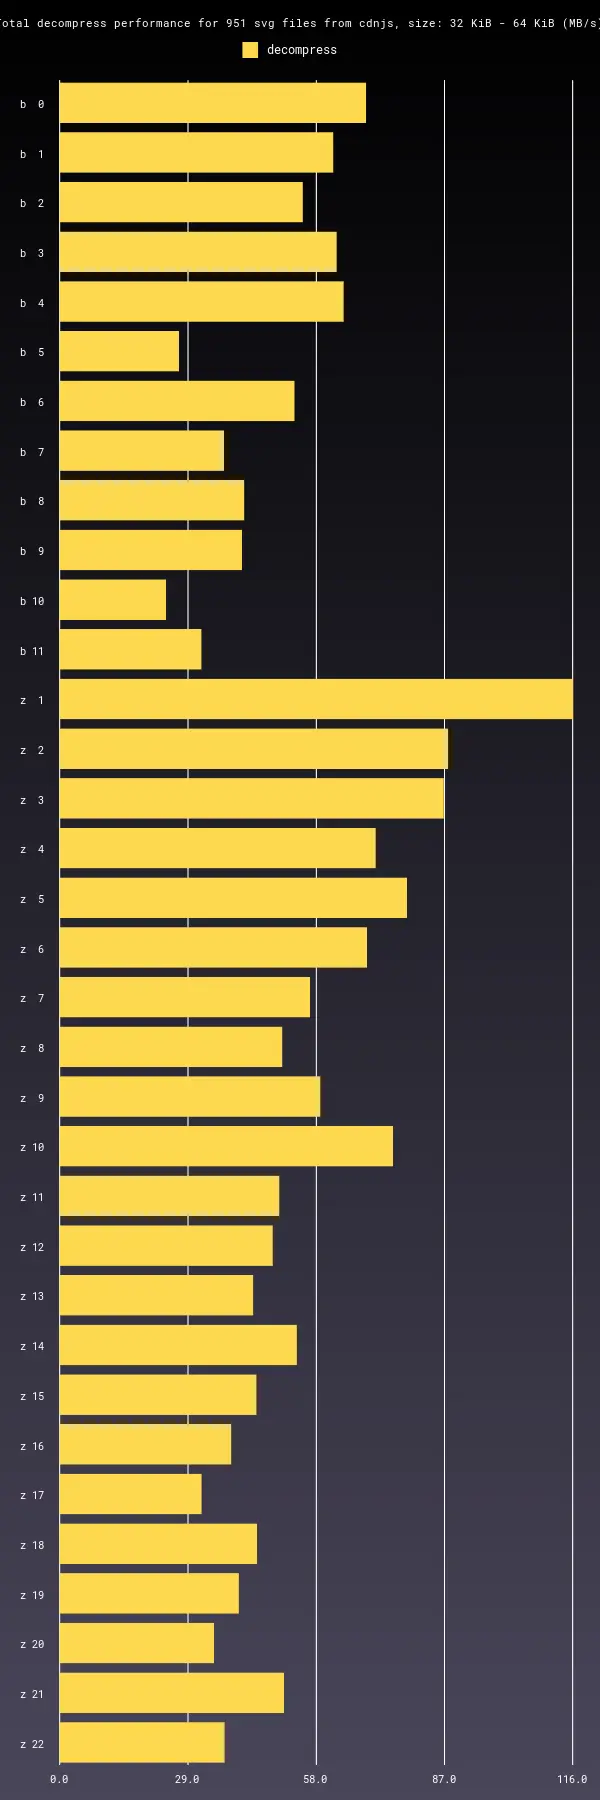 otal decompress performance for 951 svg files from cdnjs, size: 32 KiB - 64 KiB (MB/s)
decompress
b 0
b 1
b 2
b 3
b 4
b 5
b 6
b 7
b 8
b 9
b 10
b 11
z 1
z 2
z 3
z 4
z 5
z 6
z 7
z 8
z 9
z 10
z 11
z 12
z 13
z 14
z 15
z 16
z 17
z 18
z 19
z 20
z 21
z 22
0.0 29.0 58.0 87.0 116.0